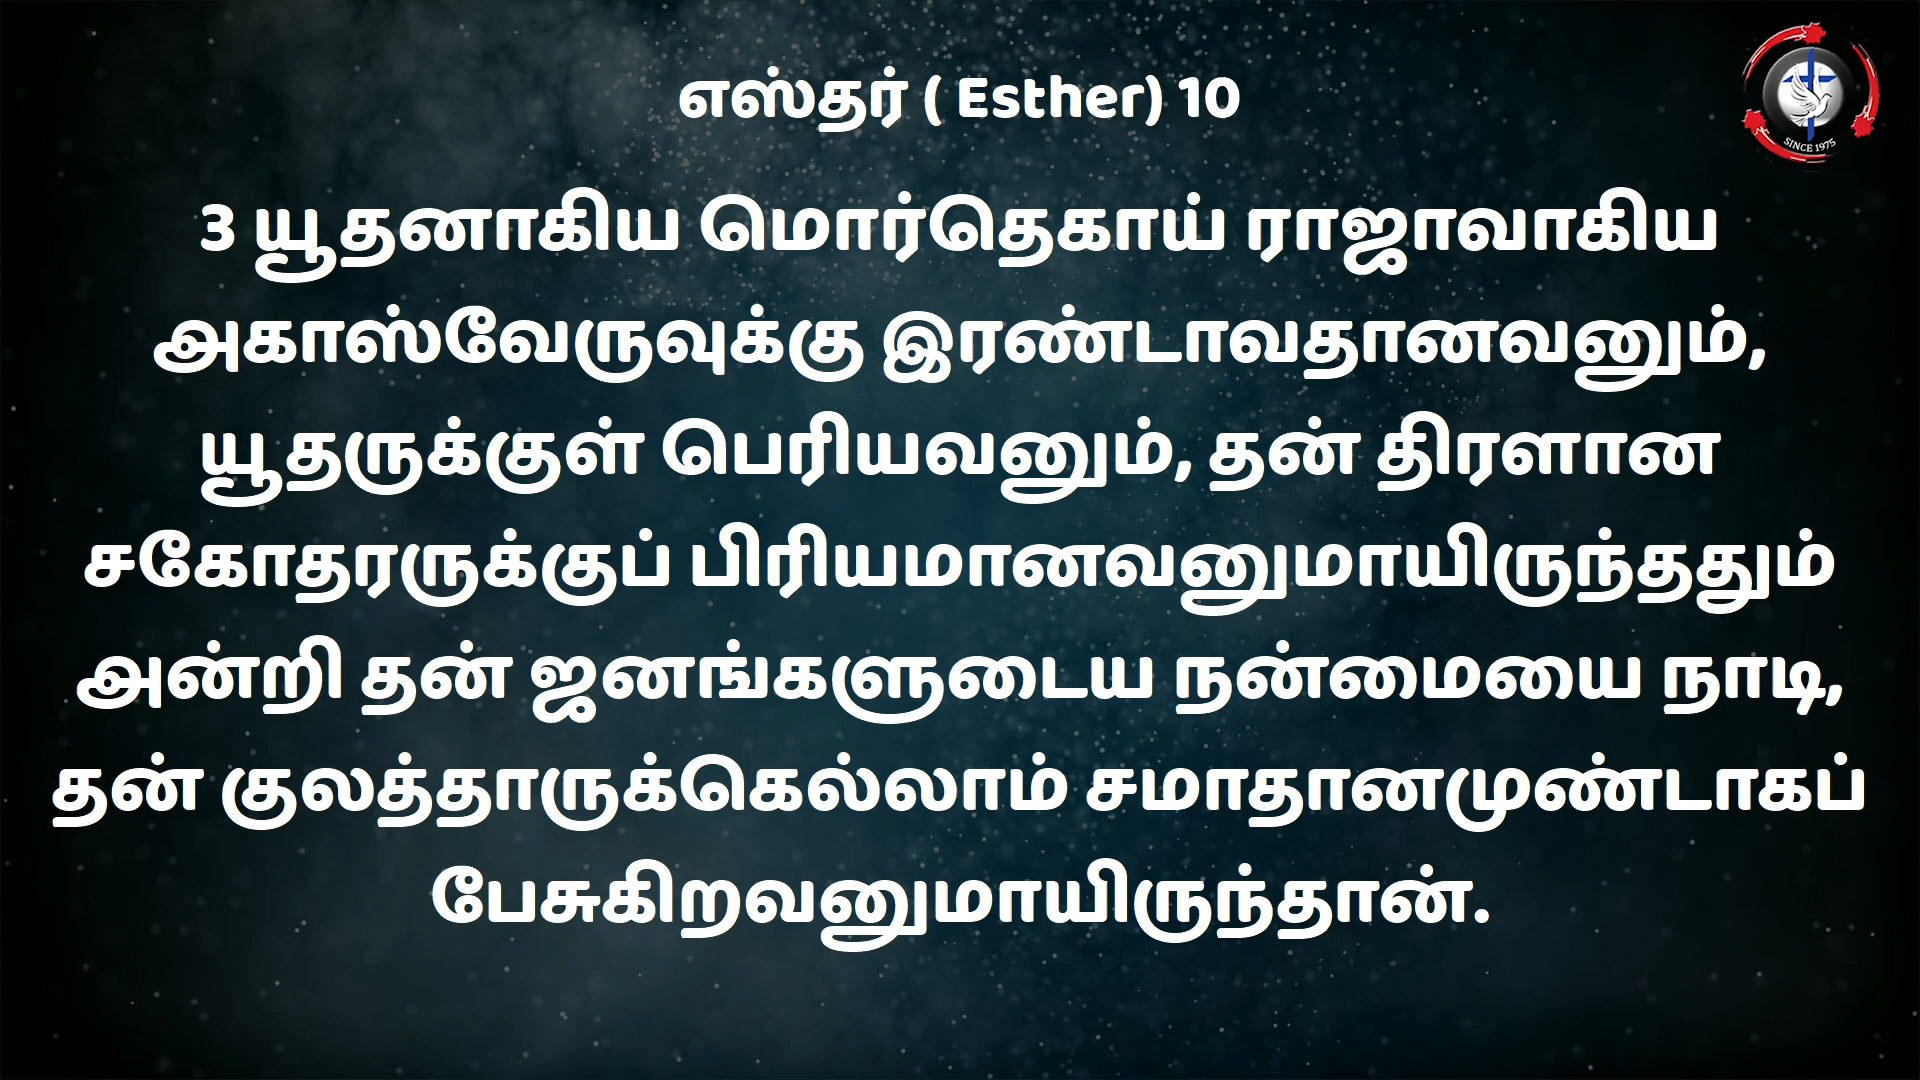 எஸ்தர் ( Esther) 10
SINCE 1975
3 யூதனாகிய மொர்தெகாய் ராஜாவாகிய
அகாஸ்வேருவுக்கு இரண்டாவதானவனும்,
யூதருக்குள் பெரியவனும், தன் திரளான
சகோதரருக்குப் பிரியமானவனுமாயிருந்ததும்
அன்றி தன் ஜனங்களுடைய நன்மையை நாடி,
தன் குலத்தாருக்கெல்லாம் சமாதானமுண்டாகப்
பேசுகிறவனுமாயிருந்தான்.